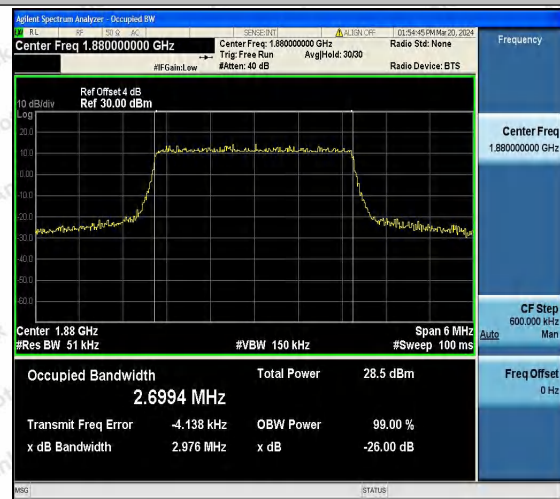 Agilent Spectrum Analyzer - Occupied BW
RL RF 50 Ω AC SENSE:INT ALIGN OFF 01:54:45 PM Mar 20, 2024
Center Freq 1.880000000 GHz
Center Freq: 1.880000000 GHz
Radio Std: None
Trig: Free Run Avg|Hold: 30/30
#IFGain:Low
#Atten: 40 dB
Radio Device: BTS
Ref Offset 4 dB
10 dB/div Ref 30.00 dBm
Log
20.0
10.0
0.00
-10.0
-20.0
-30.0
-40.0
-50.0
-60.0
Center 1.88 GHz
Span 6 MHz
#Res BW 51 kHz
#VBW 150 kHz
#Sweep 100 ms
Occupied Bandwidth
2.6994 MHz
Total Power 28.5 dBm
Transmit Freq Error -4.138 kHz
OBW Power 99.00 %
x dB Bandwidth 2.976 MHz
x dB -26.00 dB
MSG
STATUS
Frequency
Center Freq
1.880000000 GHz
CF Step
600.000 kHz
Auto Man
Freq Offset
0 Hz